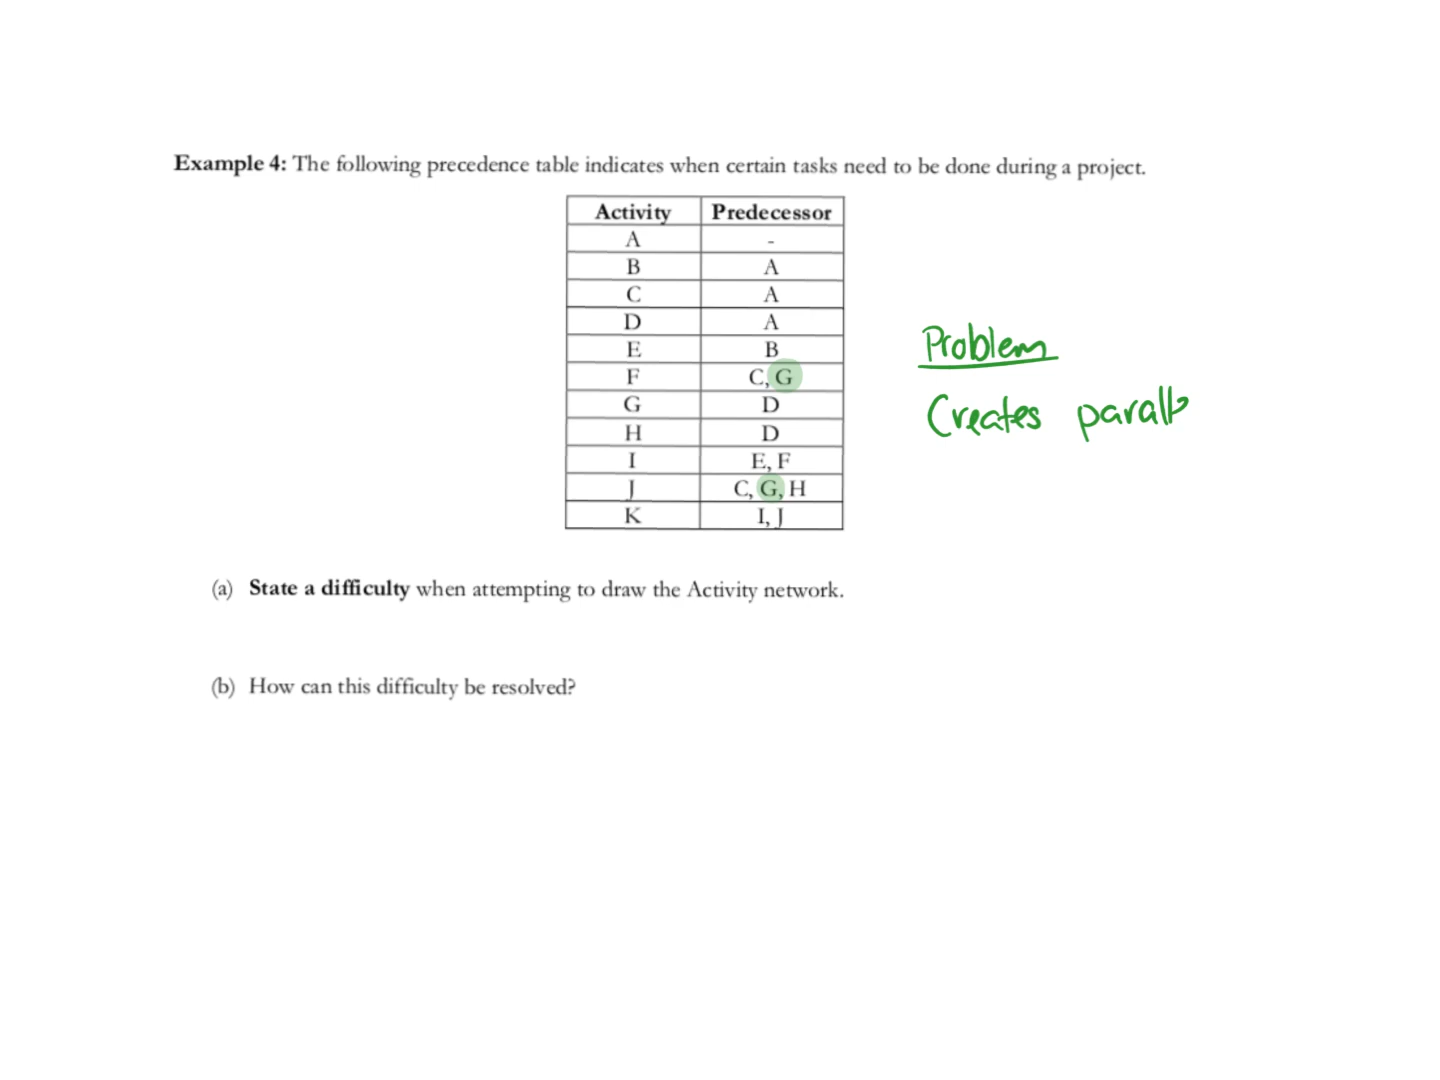 Example 4: The following precedence table indicates when certain tasks need to be done during a project.
Activity Predecessor
A -
B A
C A
D A
E B
F C, G
G D
H D
I E, F
J C, G, H
K I, J
Problem
Creates
(a) State a difficulty when attempting to draw the Activity network.
(b) How can this difficulty be resolved?